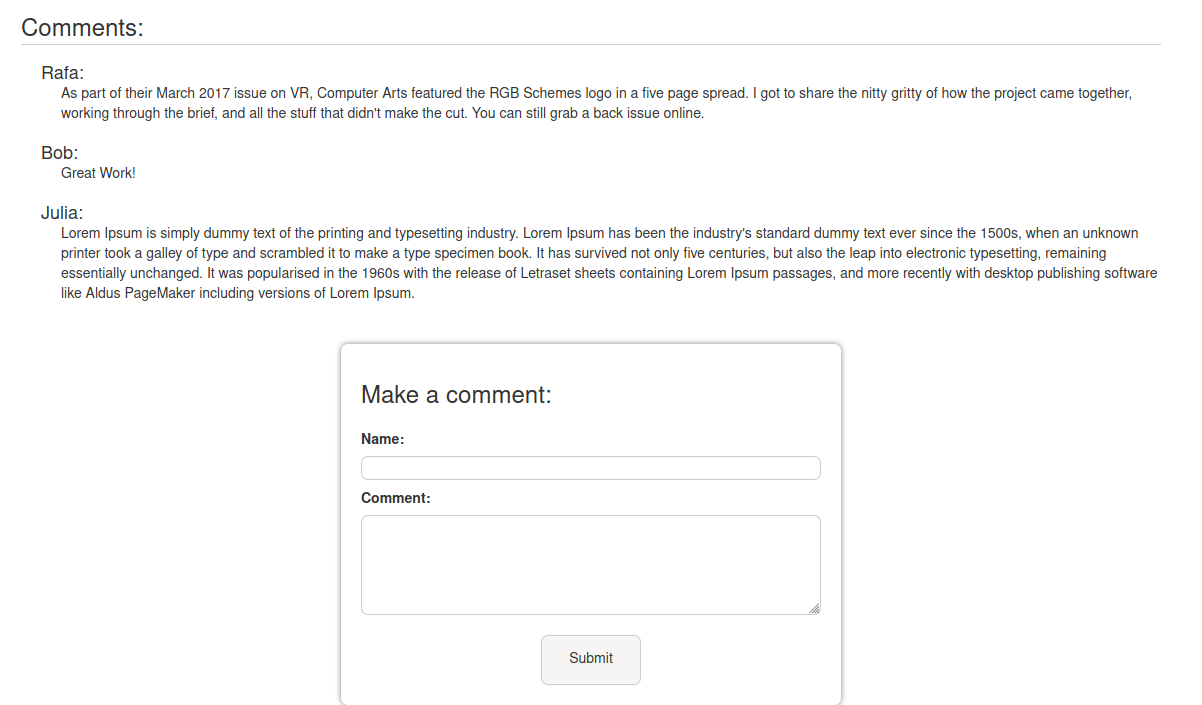 Comments:
Rafa:
As part of their March 2017 issue on VR, Computer Arts featured the RGB Schemes logo in a five page spread. I got to share the nitty gritty of how the project came together,
working through the brief, and all the stuff that didn't make the cut. You can still grab a back issue online.
Bob:
Great Work!
Julia:
Lorem Ipsum is simply dummy text of the printing and typesetting industry. Lorem Ipsum has been the industry's standard dummy text ever since the 1500s, when an unknown
printer took a galley of type and scrambled it to make a type specimen book. It has survived not only five centuries, but also the leap into electronic typesetting, remaining
essentially unchanged. It was popularised in the 1960s with the release of Letraset sheets containing Lorem Ipsum passages, and more recently with desktop publishing software
like Aldus PageMaker including versions of Lorem Ipsum.
Make a comment:
Name:
Comment:
Submit